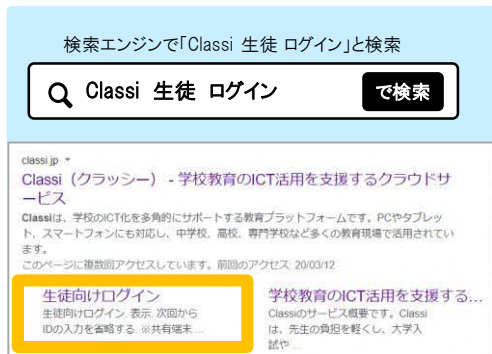 検索エンジンで「Classi 生徒 ログイン」と検索
Classi 生徒 ログイン
で検索
classi.jp
Classi（クラッシー） - 学校教育のICT活用を支援するクラウドサ
ービス
Classiは、学校のICT化を多角的にサポートする教育プラットフォームです。PCやタブレッ
ト、スマートフォンにも対応し、中学校、高校、専門学校など多くの教育現場で活用されてい
ます。
このページに複数回アクセスしています。前回のアクセス: 20/03/12
生徒向けログイン
生徒向けログイン. 表示. 次回から
IDの入力を省略する. ※共有端末 ...
学校教育のICT活用を支援する...
Classiのサービス概要です。Classi
は、先生の負担を軽くし、大学入
試や ...